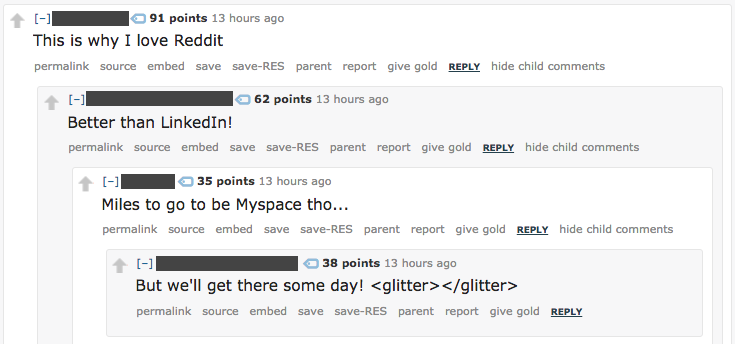 [-] 91 points 13 hours ago
This is why I love Reddit
permalink source embed save save-RES parent report give gold REPLY hide child comments
[-] 62 points 13 hours ago
Better than LinkedIn!
permalink source embed save save-RES parent report give gold REPLY hide child comments
[-] 35 points 13 hours ago
Miles to go to be Myspace tho...
permalink source embed save save-RES parent report give gold REPLY hide child comments
[-] 38 points 13 hours ago
But we'll get there some day! <glitter></glitter>
permalink source embed save save-RES parent report give gold REPLY